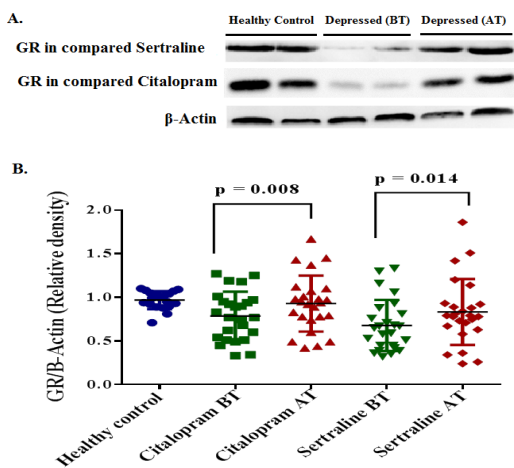 A.
Healthy Control Depressed (BT) Depressed (AT)
GR in compared Sertraline
GR in compared Citalopram
β-Actin
B.
p = 0.008
p = 0.014
GR/B-Actin (Relative density)
2.0
1.5
1.0
0.5
0.0
Healthy control
Citalopram BT
Citalopram AT
Sertraline BT
Sertraline AT